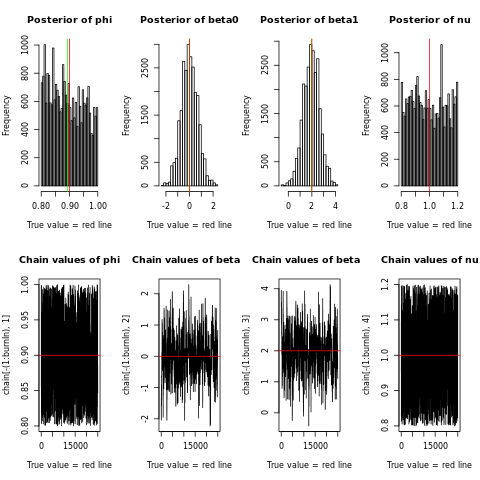 Posterior of phi
Posterior of beta0
Posterior of beta1
Posterior of nu
Frequency
0 200 400 600 800 1000
0.80 0.90 1.00
True value = red line
Frequency
0 500 1500 2500
-2 0 2
True value = red line
Frequency
0 500 1500 2500
0 2 4
True value = red line
Frequency
0 200 400 600 800 1000
0.8 1.0 1.2
True value = red line
Chain values of phi
Chain values of beta
Chain values of beta
Chain values of nu
chain[-(1:burnIn), 1]
0.80 0.85 0.90 0.95 1.00
0 15000
True value = red line
chain[-(1:burnIn), 2]
-2 -1 0 1 2
0 15000
True value = red line
chain[-(1:burnIn), 3]
0 1 2 3 4
0 15000
True value = red line
chain[-(1:burnIn), 4]
0.8 0.9 1.0 1.1 1.2
0 15000
True value = red line